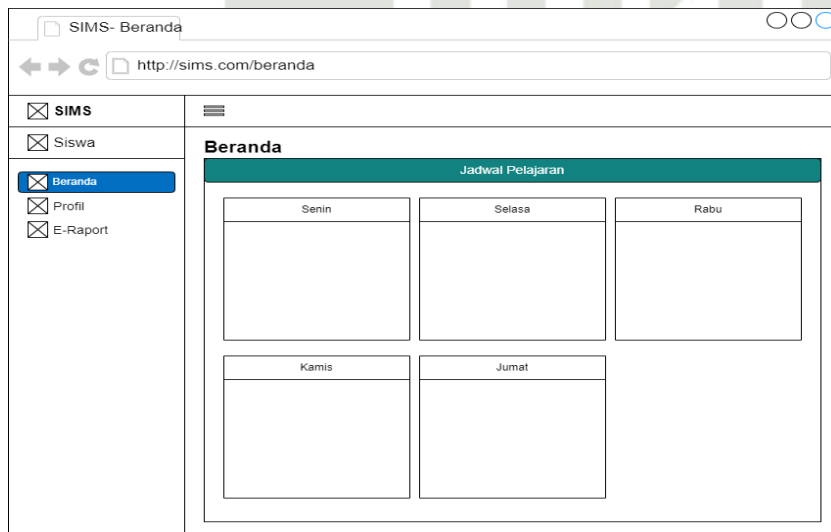 SIMS- Beranda
http://sims.com/beranda
SIMS
Siswa
Beranda
Profil
E-Raport
Beranda
Jadwal Pelajaran
Senin
Selasa
Rabu
Kamis
Jumat